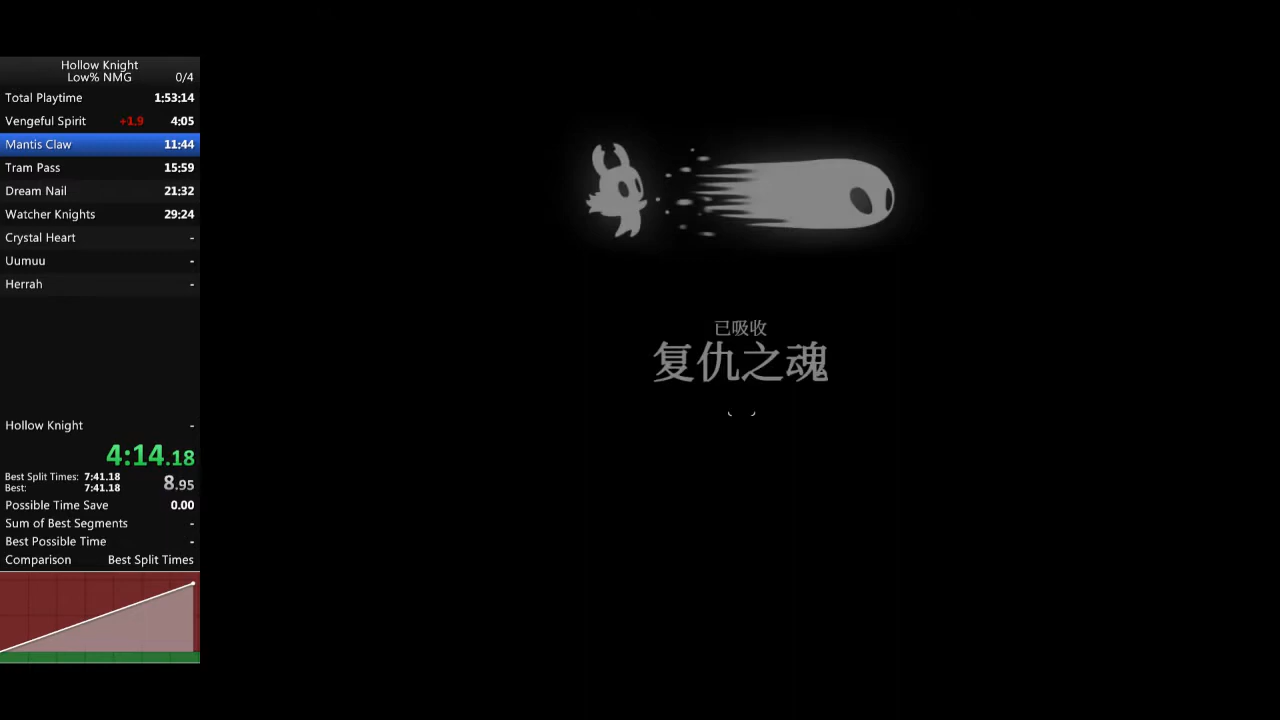 Hollow Knight
Low% NMG 0/4
Total Playtime 1:53:14
Vengeful Spirit +1.9 4:05
Mantis Claw 11:44
Tram Pass 15:59
Dream Nail 21:32
Watcher Knights 29:24
Crystal Heart -
Uumuu -
Herrah -
Hollow Knight -
4:14.18
Best Split Times: 7:41.18
Best: 7:41.18
8.95
Possible Time Save 0.00
Sum of Best Segments -
Best Possible Time -
Comparison Best Split Times
已吸收
复仇之魂